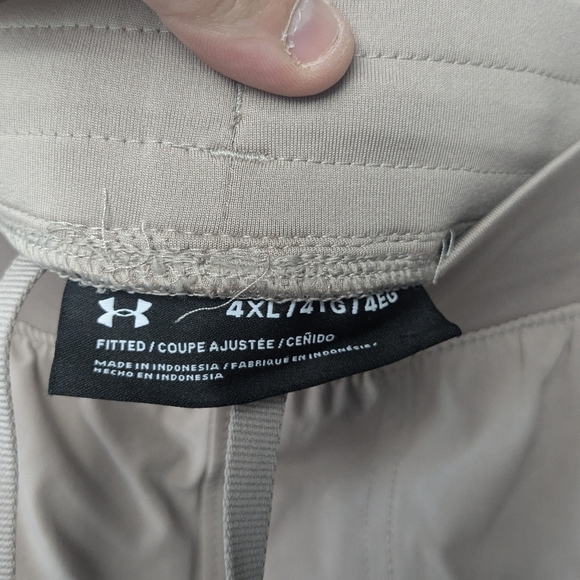 4XL/4TG/4EG
FITTED / COUPE AJUSTÉE / CEÑIDO
MADE IN INDONESIA / FABRIQUÉ EN INDONÉSIE /
HECHO EN INDONESIA